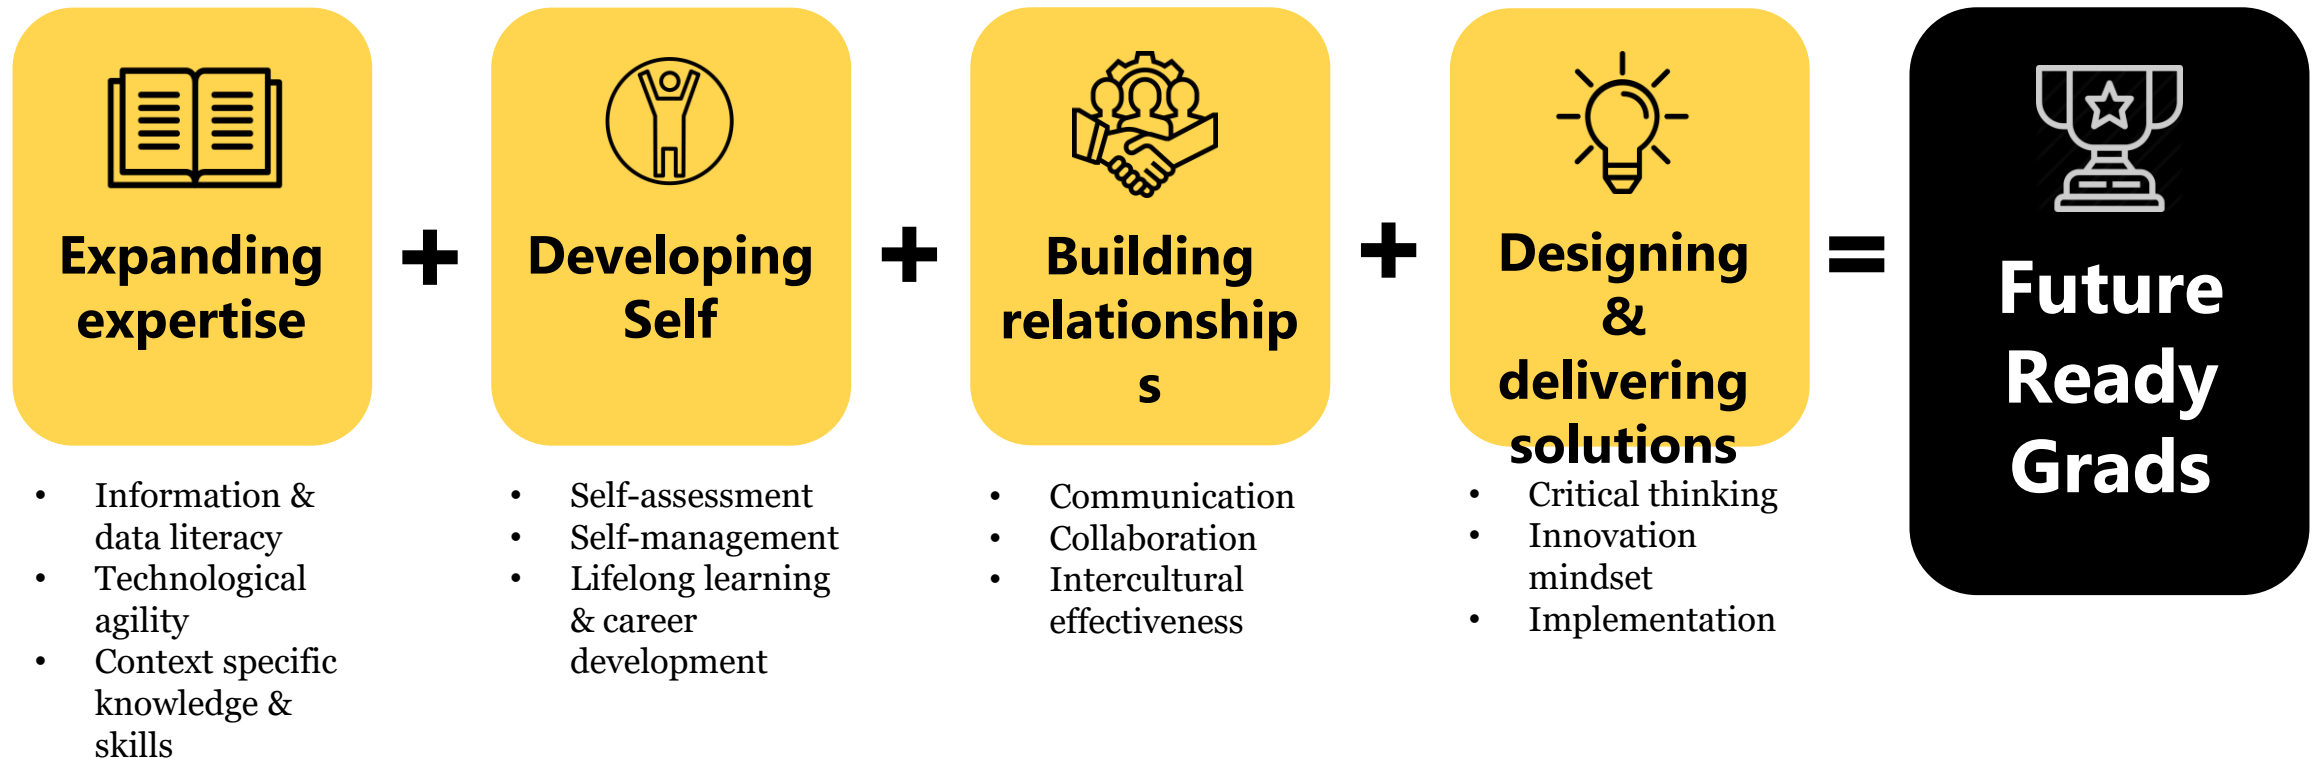 Expanding
expertise
+
Developing
Self
+
Building
relationship
s
+
Designing
&
delivering
solutions
=
Future
Ready
Grads
• Information &
data literacy
• Technological
agility
• Context specific
knowledge &
skills
• Self-assessment
• Self-management
• Lifelong learning
& career
development
• Communication
• Collaboration
• Intercultural
effectiveness
• Critical thinking
• Innovation
mindset
• Implementation